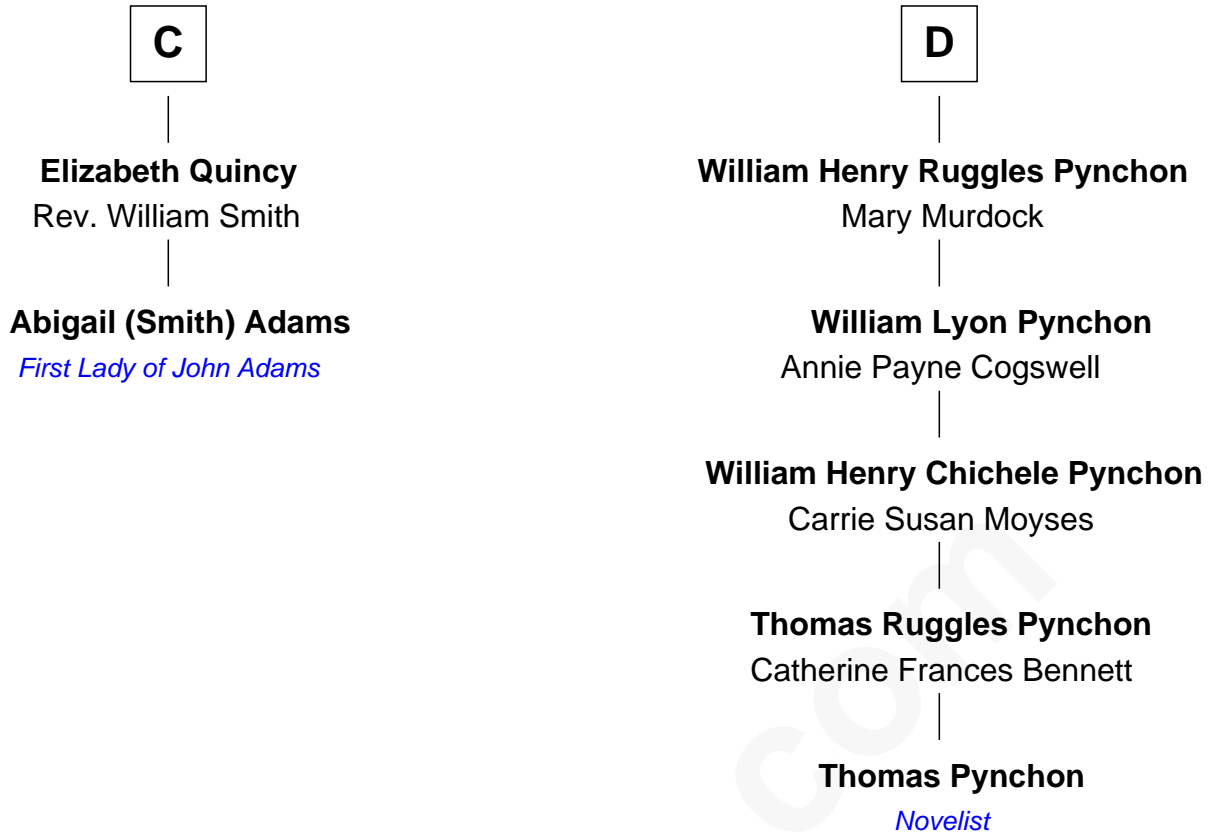 C
Elizabeth Quincy
Rev. William Smith
Abigail (Smith) Adams
First Lady of John Adams
D
William Henry Ruggles Pynchon
Mary Murdock
William Lyon Pynchon
Annie Payne Cogswell
William Henry Chichele Pynchon
Carrie Susan Moyses
Thomas Ruggles Pynchon
Catherine Frances Bennett
Thomas Pynchon
Novelist
com